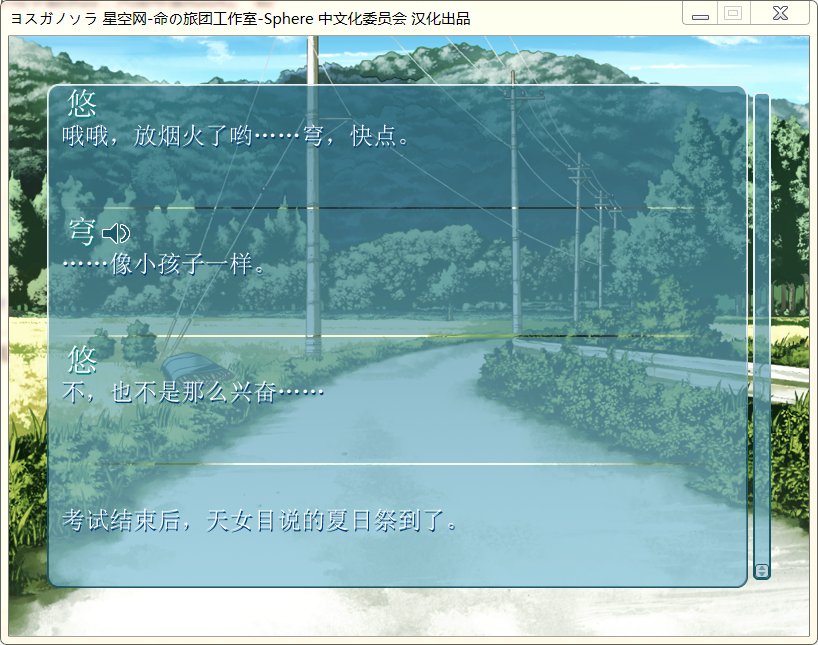 ヨスガノソラ 星空网-命の旅团工作室-Sphere 中文化委员会 汉化出品
悠
哦哦，放烟火了哟……穹，快点。
穹
……像小孩子一样。
悠
不，也不是那么兴奋……
考试结束后，天女目说的夏日祭到了。